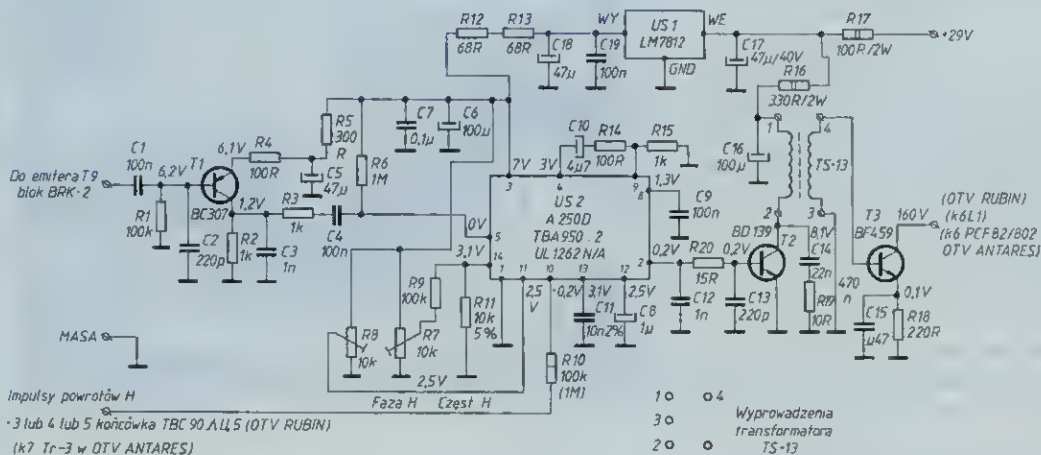 R12
68R
R13
68R
WY
US 1
LM7812
WE
GND
R17
100R/2W
+29V
C18
47µ
C19
100n
C17
47µ/40V
R16
330R/2W
C1
100n
Do emitera T9
blok BRK-2
6,2V
T1
6,1V
R4
100R
R5
300
R
C5
47µ
R6
1M
C7
0,1µ
C6
100µ
BC307
1,2V
R1
100k
C2
220p
R2
1k
C3
1n
R3
1k
C4
100n
7V
3V
C10
4µ7
R14
100R
R15
1k
3
4
9
8
1,3V
C9
100n
US 2
A 250D
TBA950 . 2
UL1262 N/A
0V
5
3,1V
14
1
11
10
13
12
2
2,5
V
-0,2V
3,1V
2,5V
C11
10n2%
C8
1µ
R9
100k
R11
10k
5%
R8
10k
R7
10k
2,5V
Faza H
Część H
R10
100k
(1M)
0,2V
R20
15R
0,2V
C12
1n
C13
220p
BD139
T2
8,1V
C14
22n
R19
10R
C16
100µ
1
4
TS-13
2
3
T3
BF459
160V
(OTV RUBIN)
(k6L1)
(k6 PCF 82/802
OTV ANTARES)
470
n
0,1V
C15
µ47
R18
220R
MASA
Impulsy powrotów H
·3 lub 4 lub 5 końcówka TBC 90 ΛЦ5 (OTV RUBIN)
(k7 Tr-3 w OTV ANTARES)
1
4
3
2
Wyprowadzenia
transformatora
TS-13